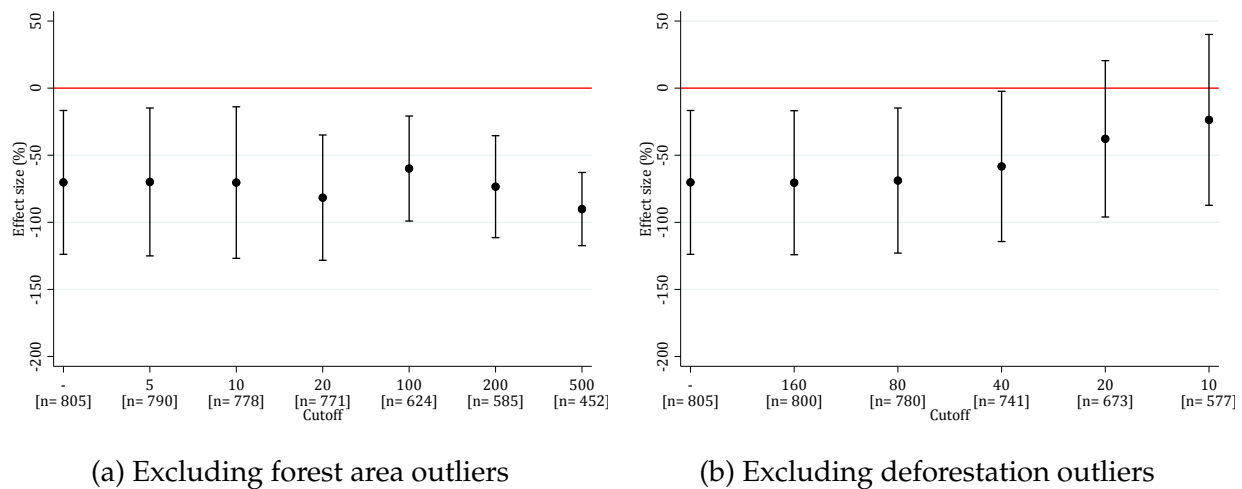 50
0
-50
-100
-150
-200
Effect size (%)
- 5 10 20 100 200 500
[n= 805] [n= 790] [n= 778] [n= 771] [n= 624] [n= 585] [n= 452]
Cutoff
(a) Excluding forest area outliers
50
0
-50
-100
-150
-200
Effect size (%)
- 160 80 40 20 10
[n= 805] [n= 800] [n= 780] [n= 741] [n= 673] [n= 577]
Cutoff
(b) Excluding deforestation outliers